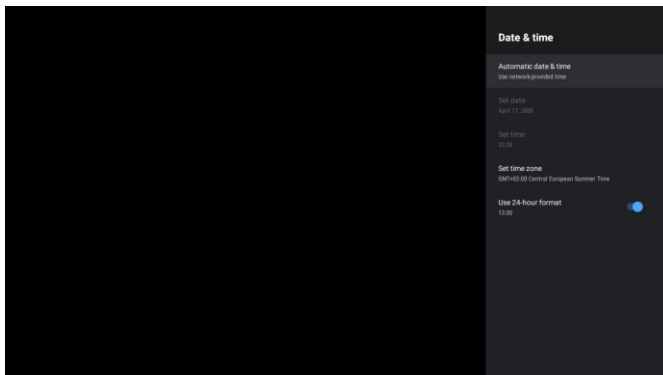 Date & time
Automatic date & time
Use network-provided time
Set date
April 17, 2008
Set time
23:30
Set time zone
GMT+02:00 Central European Summer Time
Use 24-hour format
13:00